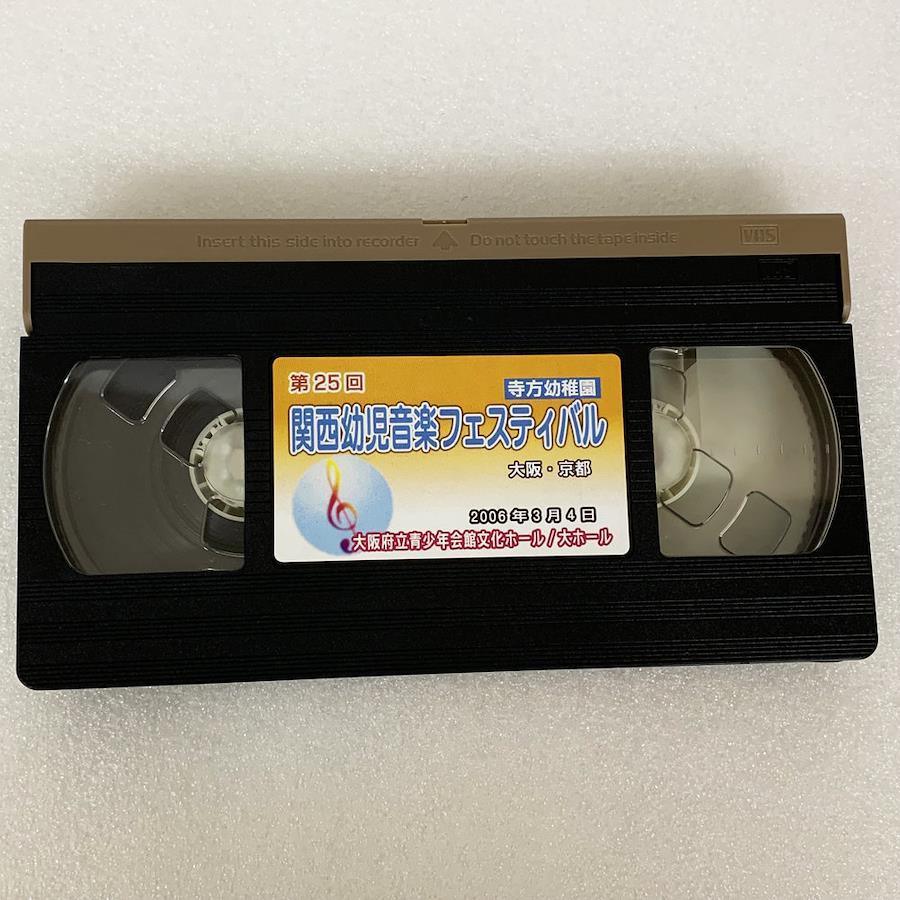 Insert this side into recorder Do not touch the tape inside VHS
第25回
寺方幼稚園
関西幼児音楽フェスティバル
大阪・京都
2006年3月4日
大阪府立青少年会館文化ホール/大ホール